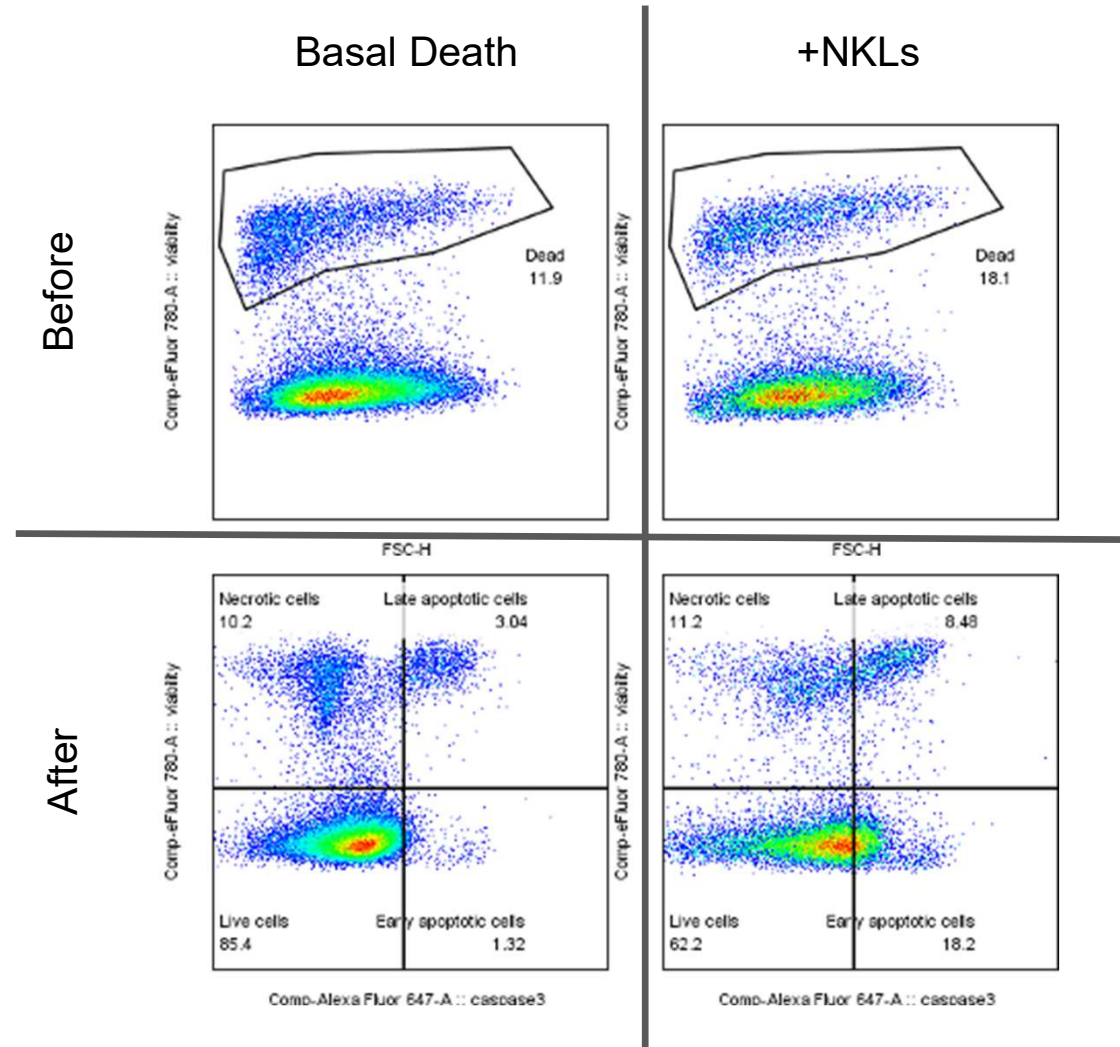 Basal Death
+NKLs
Before
Comp-eFluor 780-A :: viability
Dead
11.9
FSC-H
Comp-eFluor 780-A :: viability
Dead
18.1
FSC-H
After
Comp-eFluor 780-A :: viability
Necrotic cells
10.2
Late apoptotic cells
3.04
Live cells
85.4
Early apoptotic cells
1.32
Comp-Alexa Fluor 647-A :: caspase3
Comp-eFluor 780-A :: viability
Necrotic cells
11.2
Late apoptotic cells
8.48
Live cells
62.2
Early apoptotic cells
18.2
Comp-Alexa Fluor 647-A :: caspase3